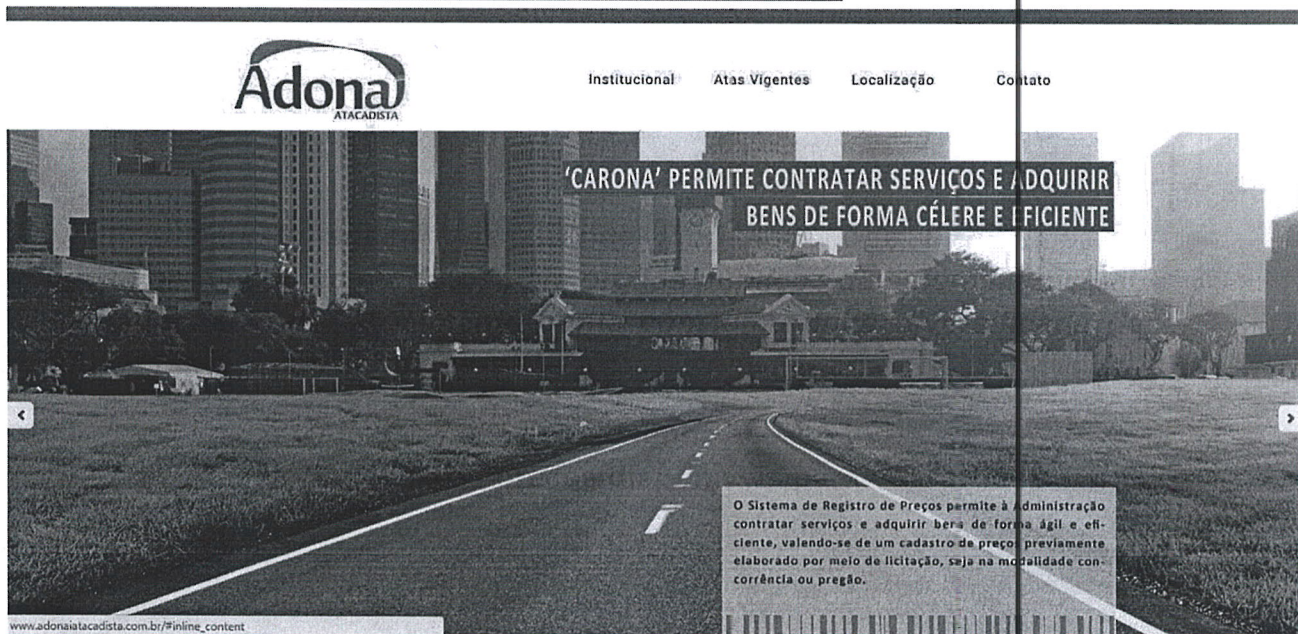 Adonai
ATACADISTA
Institucional Atas Vigentes Localização Contato
'CARONA' PERMITE CONTRATAR SERVIÇOS E ADQUIRIR
BENS DE FORMA CÉLERE E EFICIENTE
O Sistema de Registro de Preços permite à Administração
contratar serviços e adquirir bens de forma ágil e efi-
ciente, valendo-se de um cadastro de preços previamente
elaborado por meio de licitação, seja na modalidade con-
corrência ou pregão.
www.adonaiatacadista.com.br/#inline_content